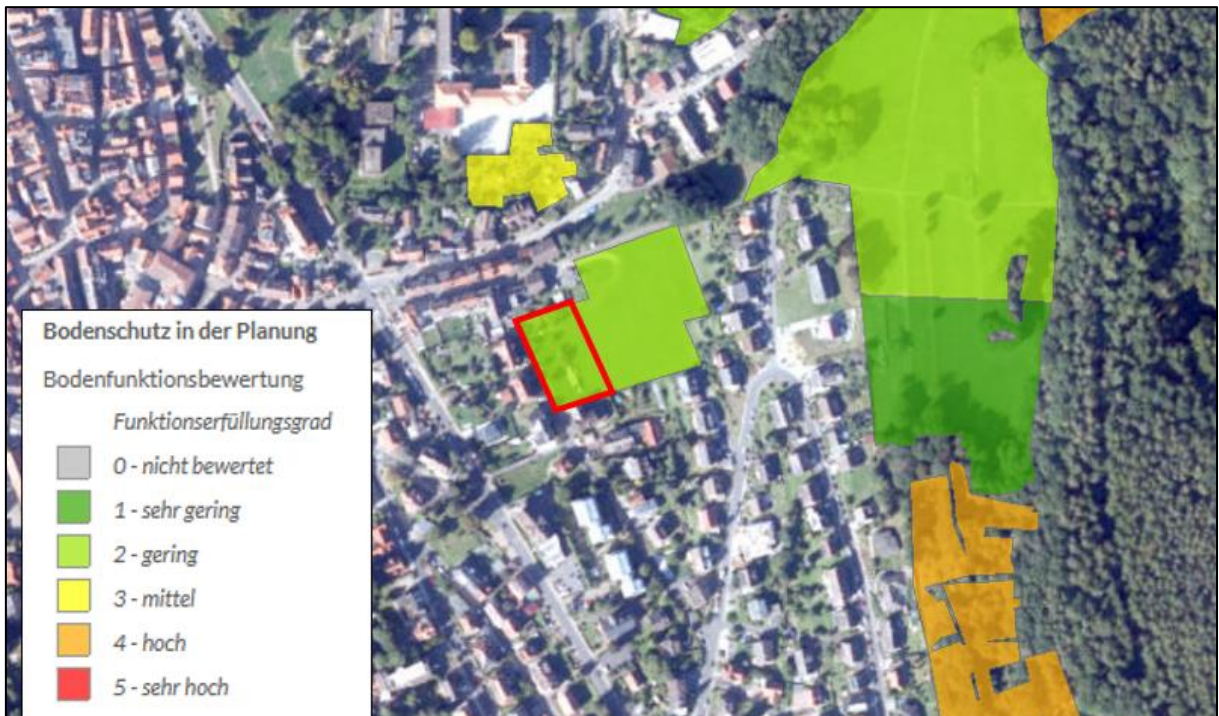 Bodenschutz in der Planung
Bodenfunktionsbewertung
Funktionserfüllungsgrad
0 - nicht bewertet
1 - sehr gering
2 - gering
3 - mittel
4 - hoch
5 - sehr hoch